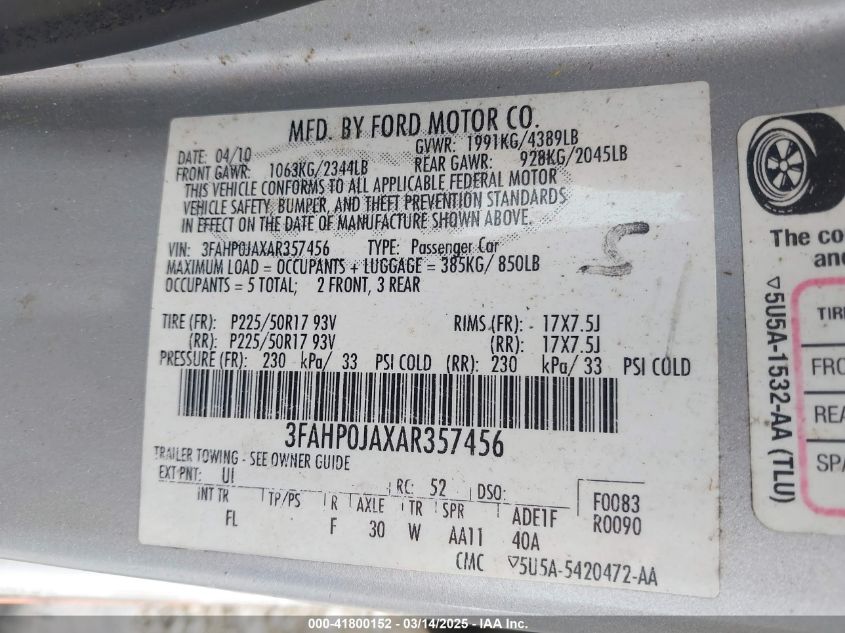 MFD. BY FORD MOTOR CO.
DATE: 04/10 GVWR: 1991KG/4389LB
FRONT GAWR: 1063KG/2344LB REAR GAWR: 928KG/2045LB
THIS VEHICLE CONFORMS TO ALL APPLICABLE FEDERAL MOTOR
VEHICLE SAFETY, BUMPER, AND THEFT PREVENTION STANDARDS
IN EFFECT ON THE DATE OF MANUFACTURE SHOWN ABOVE.
VIN: 3FAHP0JAXAR357456 TYPE: Passenger Car
MAXIMUM LOAD = OCCUPANTS + LUGGAGE = 385KG/ 850LB
OCCUPANTS = 5 TOTAL; 2 FRONT, 3 REAR
TIRE (FR): P225/50R17 93V RIMS (FR): 17X7.5J
(RR): P225/50R17 93V (RR): 17X7.5J
PRESSURE (FR): 230 kPa/ 33 PSI COLD (RR): 230 kPa/ 33 PSI COLD
3FAHP0JAXAR357456
TRAILER TOWING - SEE OWNER GUIDE
EXT PNT: UI RC: 52 DSO:
INT TR TP/PS R AXLE TR SPR
FL F 30 W AA11 ADE1F 40A
F0083
R0090
CMC ▽5U5A-5420472-AA
The co
and
TIRE
FRO
REA
SPA
▽5U5A-1532-AA (TLU)
000-41800152 - 03/14/2025 - IAA Inc.